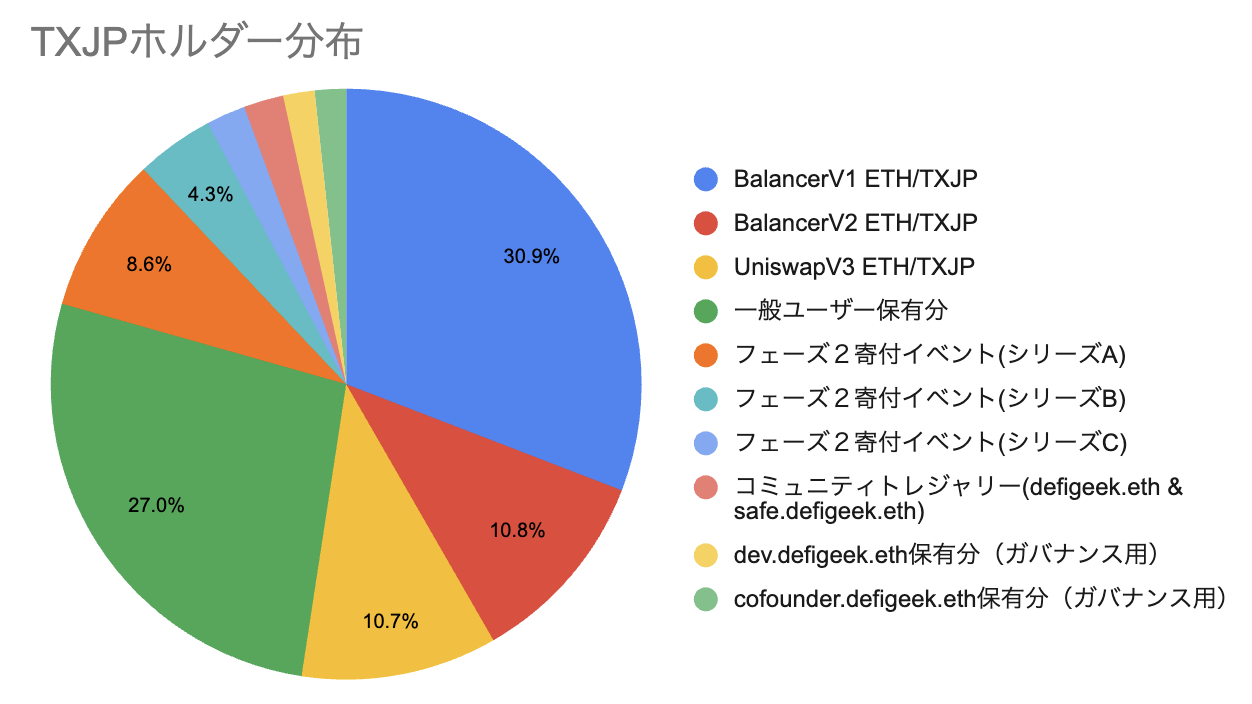 TXJPホルダー分布
30.9%
10.8%
10.7%
27.0%
8.6%
4.3%
BalancerV1 ETH/TXJP
BalancerV2 ETH/TXJP
UniswapV3 ETH/TXJP
一般ユーザー保有分
フェーズ２寄付イベント(シリーズA)
フェーズ２寄付イベント(シリーズB)
フェーズ２寄付イベント(シリーズC)
コミュニティトレジャリー(defigeek.eth &
safe.defigeek.eth)
dev.defigeek.eth保有分（ガバナンス用）
cofounder.defigeek.eth保有分（ガバナンス用）